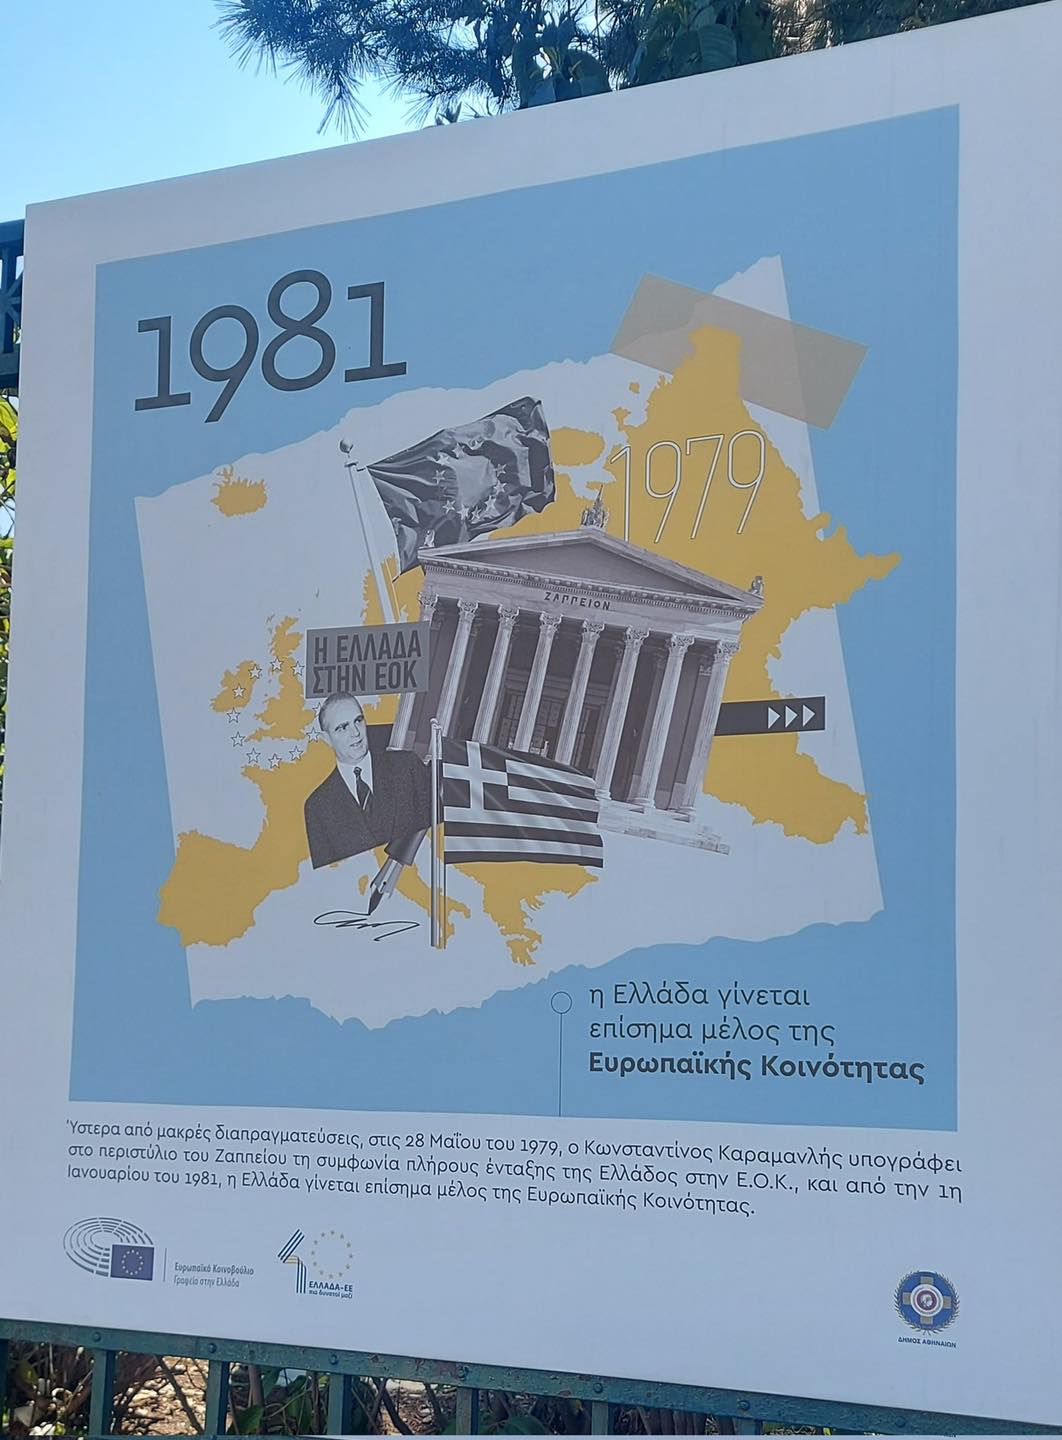 1981
1979
ΖΑΠΠΕΙΟΝ
Η ΕΛΛΑΔΑ
ΣΤΗΝ ΕΟΚ
η Ελλάδα γίνεται
επίσημα μέλος της
Ευρωπαϊκής Κοινότητας
Ύστερα από μακρές διαπραγματεύσεις, στις 28 Μαΐου του 1979, ο Κωνσταντίνος Καραμανλής υπογράφει
στο περιστύλιο του Ζαππείου τη συμφωνία πλήρους ένταξης της Ελλάδος στην Ε.Ο.Κ., και από την 1η
Ιανουαρίου του 1981, η Ελλάδα γίνεται επίσημα μέλος της Ευρωπαϊκής Κοινότητας.
Ευρωπαϊκό Κοινοβούλιο
Γραφείο στην Ελλάδα
ΕΛΛΑΔΑ-ΕΕ
πιο δυνατοί μαζί
ΔΗΜΟΣ ΑΘΗΝΑΙΩΝ